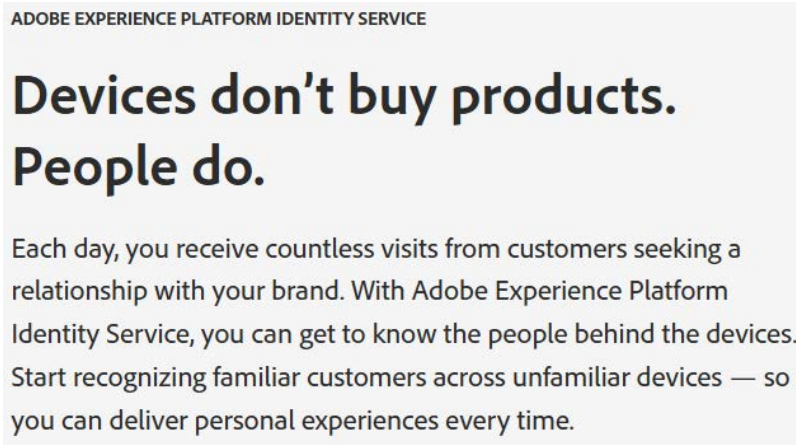 ADOBE EXPERIENCE PLATFORM IDENTITY SERVICE
Devices don’t buy products.
People do.
Each day, you receive countless visits from customers seeking a
relationship with your brand. With Adobe Experience Platform
Identity Service, you can get to know the people behind the devices.
Start recognizing familiar customers across unfamiliar devices — so
you can deliver personal experiences every time.